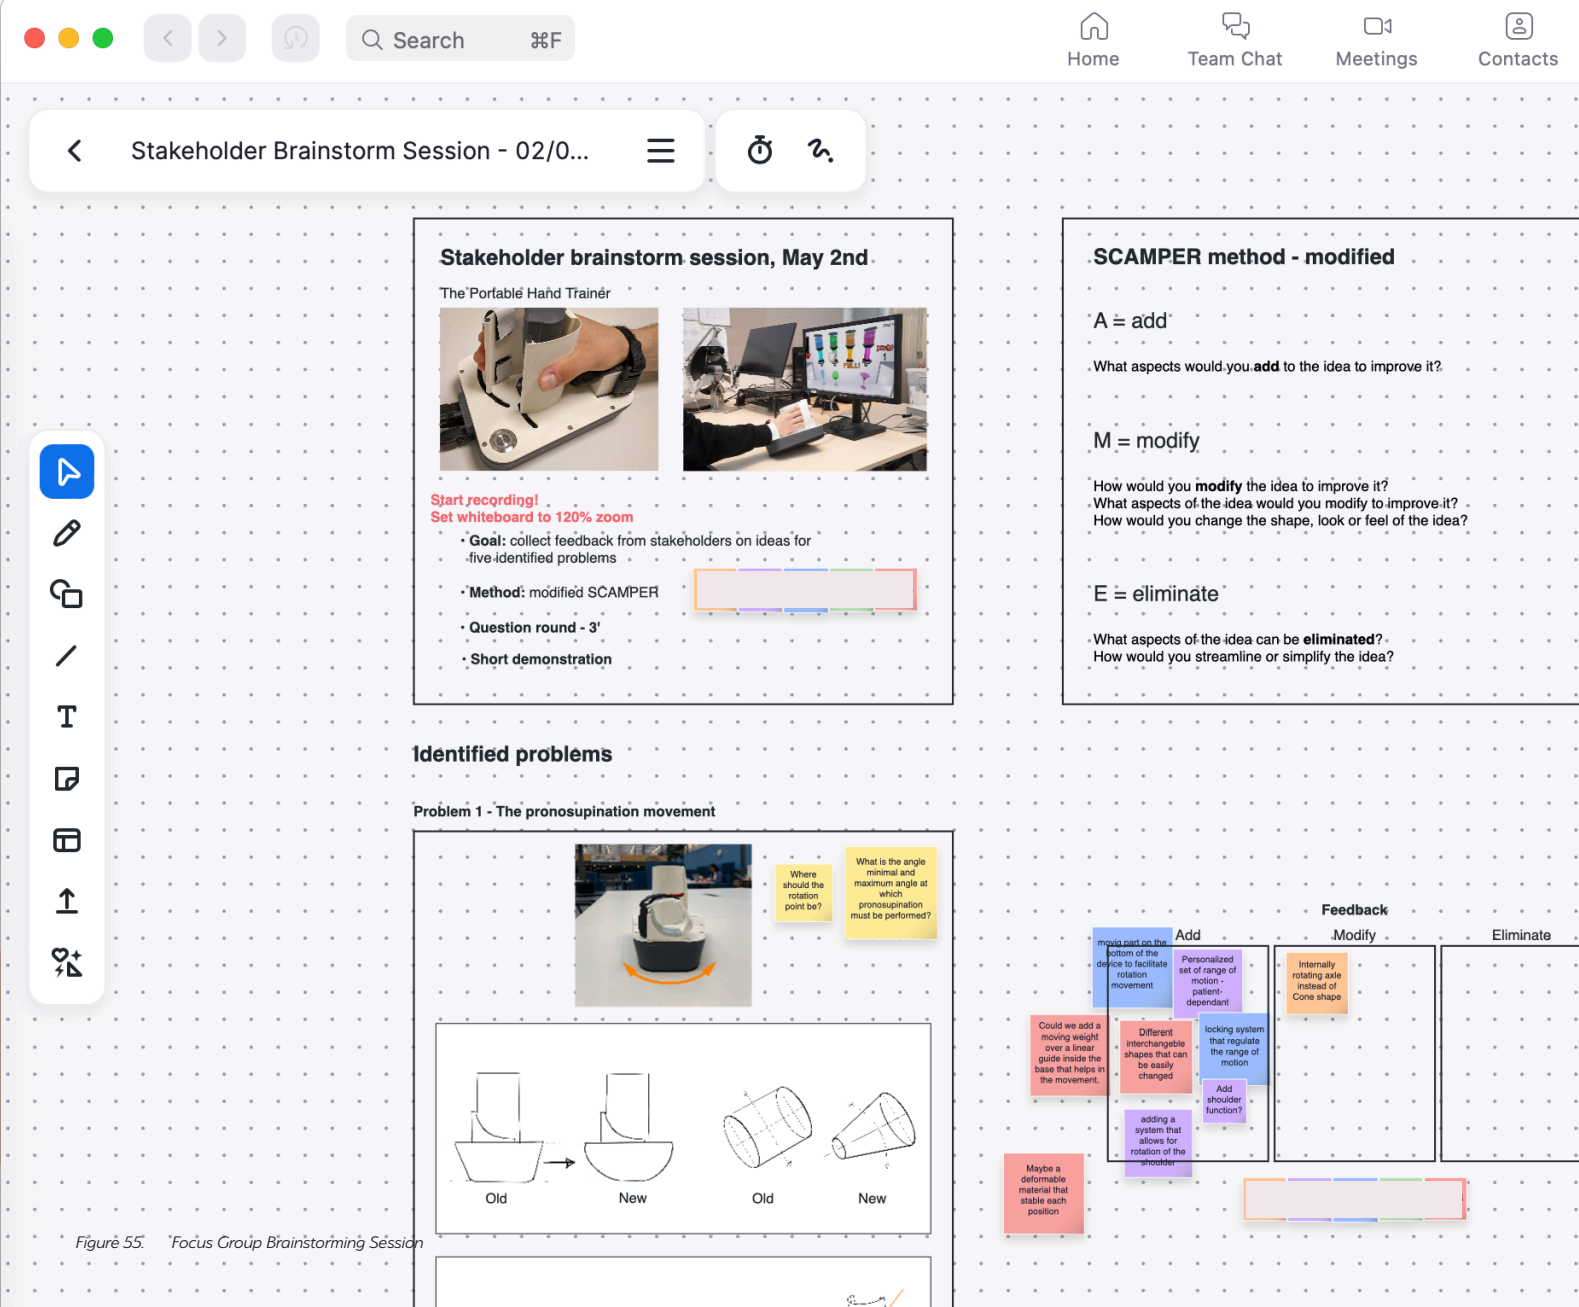 Search ⌘F
Home
Team Chat
Meetings
Contacts
Stakeholder Brainstorm Session - 02/0...
Stakeholder brainstorm session, May 2nd
The Portable Hand Trainer
Start recording!
Set whiteboard to 120% zoom
• Goal: collect feedback from stakeholders on ideas for
five identified problems
• Method: modified SCAMPER
• Question round - 3'
• Short demonstration
SCAMPER method - modified
A = add
What aspects would you add to the idea to improve it?
M = modify
How would you modify the idea to improve it?
What aspects of the idea would you modify to improve it?
How would you change the shape, look or feel of the idea?
E = eliminate
What aspects of the idea can be eliminated?
How would you streamline or simplify the idea?
Identified problems
Problem 1 - The pronosupination movement
Where
should the
rotation
point be?
What is the angle
minimal and
maximum angle at
which
pronosupination
must be performed?
Old
New
Old
New
Feedback
Add
Modify
Eliminate
movig part on the
bottom of the
device to facilitate
rotation
movement
Personalized
set of range of
motion -
patient-
dependant
Internally
rotating axle
instead of
Cone shape
Could we add a
moving weight
over a linear
guide inside the
base that helps in
the movement.
Different
interchangeble
shapes that can
be easily
changed
locking system
that regulate
the range of
motion
Add
shoulder
function?
adding a
system that
allows for
rotation of the
shoulder
Maybe a
deformable
material that
stable each
position
Figure 55. Focus Group Brainstorming Session